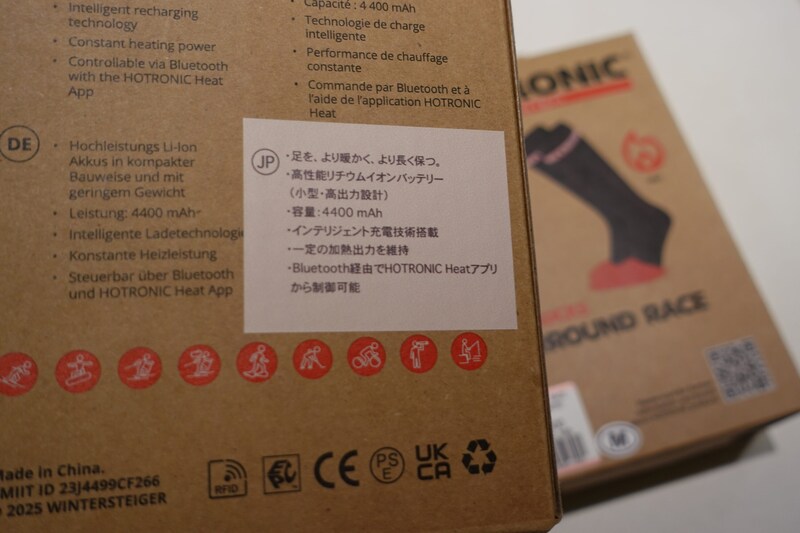 Intelligent recharging
technology
Constant heating power
Controllable via Bluetooth
with the HOTRONIC Heat
App
Capacité : 4 400 mAh
Technologie de charge
intelligente
Performance de chauffage
constante
Commande par Bluetooth et à
l'aide de l'application HOTRONIC
Heat
DE
Hochleistungs Li-Ion
Akkus in kompakter
Bauweise und mit
geringem Gewicht
Leistung: 4400 mAh
Intelligente Ladetechnologie
Konstante Heizleistung
Steuerbar über Bluetooth
und HOTRONIC Heat App
JP
・足を、より暖かく、より長く保つ。
・高性能リチウムイオンバッテリー
（小型・高出力設計）
・容量：4400 mAh
・インテリジェント充電技術搭載
・一定の加熱出力を維持
・Bluetooth経由でHOTRONIC Heatアプリ
から制御可能
Made in China.
MIIT ID 23J4499CF266
© 2025 WINTERSTEIGER
RFID
CE
PS
E
UK
CA
RONIC
ROUND RACE
M